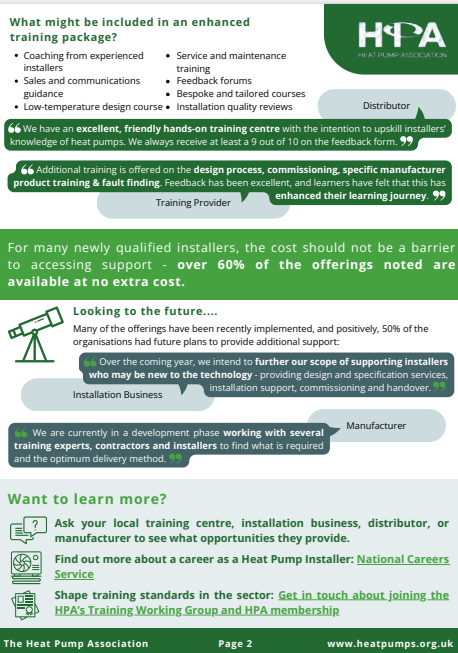 What might be included in an enhanced
training package?
HPA
HEAT PUMP ASSOCIATION
• Coaching from experienced
installers
• Sales and communications
guidance
• Low-temperature design course
• Service and maintenance
training
• Feedback forums
• Bespoke and tailored courses
• Installation quality reviews
Distributor
“ We have an excellent, friendly hands-on training centre with the intention to upskill installers’
knowledge of heat pumps. We always receive at least a 9 out of 10 on the feedback form. ”
“ Additional training is offered on the design process, commissioning, specific manufacturer
product training & fault finding. Feedback has been excellent, and learners have felt that this has
enhanced their learning journey. ”
Training Provider
For many newly qualified installers, the cost should not be a barrier
to accessing support - over 60% of the offerings noted are
available at no extra cost.
Looking to the future....
Many of the offerings have been recently implemented, and positively, 50% of the
organisations had future plans to provide additional support:
“ Over the coming year, we intend to further our scope of supporting installers
who may be new to the technology - providing design and specification services,
installation support, commissioning and handover. ”
Installation Business
Manufacturer
“ We are currently in a development phase working with several
training experts, contractors and installers to find what is required
and the optimum delivery method. ”
Want to learn more?
Ask your local training centre, installation business, distributor, or
manufacturer to see what opportunities they provide.
Find out more about a career as a Heat Pump Installer: National Careers
Service
Shape training standards in the sector: Get in touch about joining the
HPA’s Training Working Group and HPA membership
The Heat Pump Association
Page 2
www.heatpumps.org.uk